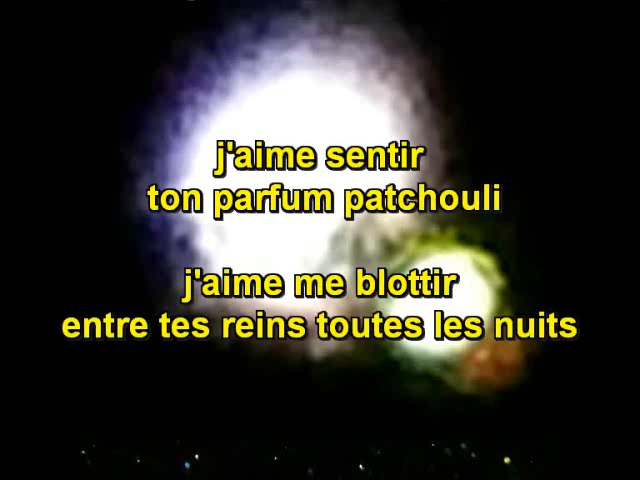 j'aime sentir
ton parfum patchouli
j'aime me blottir
entre tes reins toutes les nuits